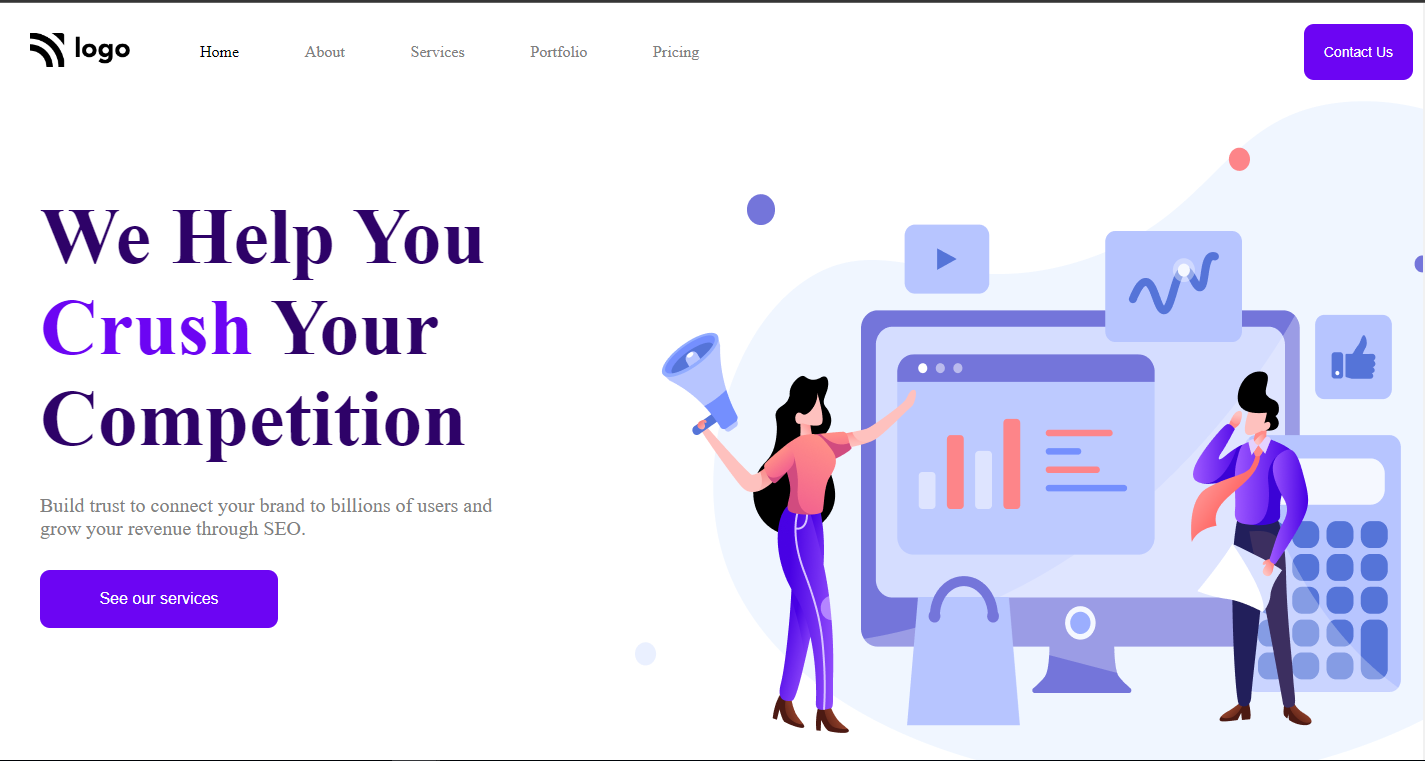 logo
Home
About
Services
Portfolio
Pricing
Contact Us
We Help You
Crush Your
Competition
Build trust to connect your brand to billions of users and
grow your revenue through SEO.
See our services